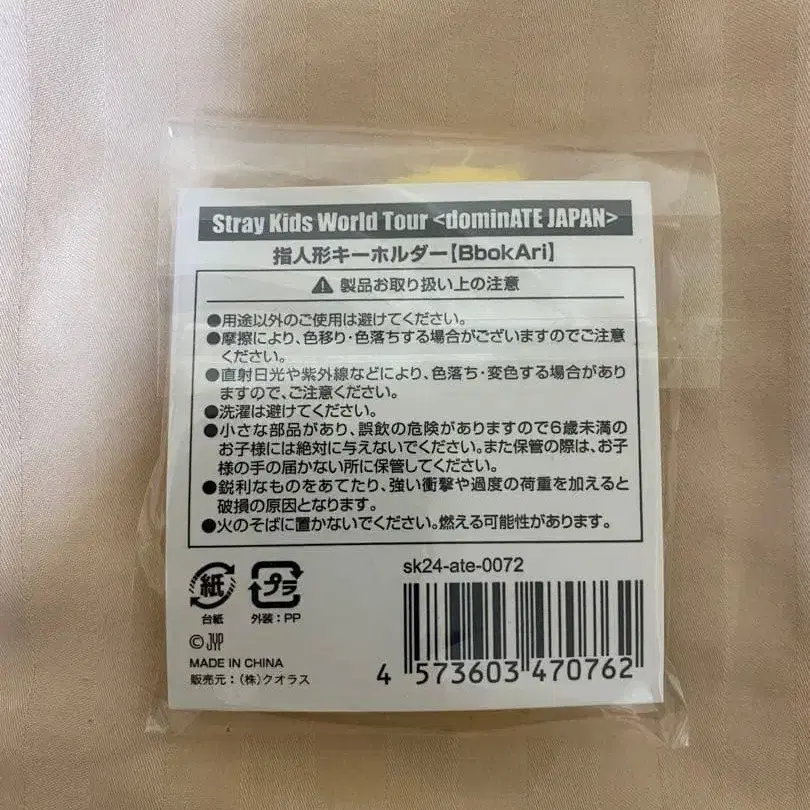 Stray Kids World Tour <dominATE JAPAN>
指人形キーホルダー【BbokAri】
製品お取り扱い上の注意
●用途以外のご使用は避けてください。
●摩擦により、色移り・色落ちする場合がございますのでご注意
ください。
●直射日光や紫外線などにより、色落ち・変色する場合があり
ますので、ご注意ください。
●洗濯は避けてください。
●小さな部品があり、誤飲の危険がありますので6歳未満の
お子様には絶対に与えないでください。また保管の際は、お子
様の手の届かない所に保管してください。
●鋭利なものをあてたり、強い衝撃や過度の荷重を加えると
破損の原因となります。
●火のそばに置かないでください。燃える可能性があります。
紙
台紙
プラ
外装:PP
©JYP
MADE IN CHINA
販売元:(株)クオラス
sk24-ate-0072
4 573603 470762